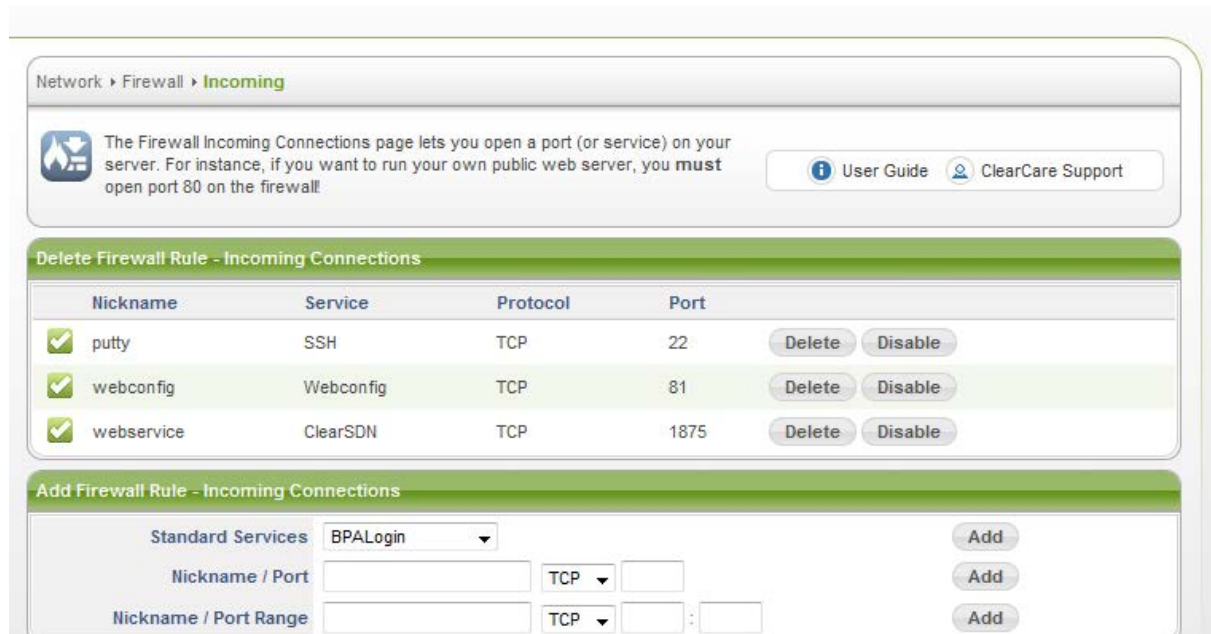 Network ▸ Firewall ▸ Incoming
The Firewall Incoming Connections page lets you open a port (or service) on your
server. For instance, if you want to run your own public web server, you must
open port 80 on the firewall!
User Guide ClearCare Support
Delete Firewall Rule - Incoming Connections
Nickname Service Protocol Port
putty SSH TCP 22 Delete Disable
webconfig Webconfig TCP 81 Delete Disable
webservice ClearSDN TCP 1875 Delete Disable
Add Firewall Rule - Incoming Connections
Standard Services BPALogin Add
Nickname / Port TCP Add
Nickname / Port Range TCP : Add